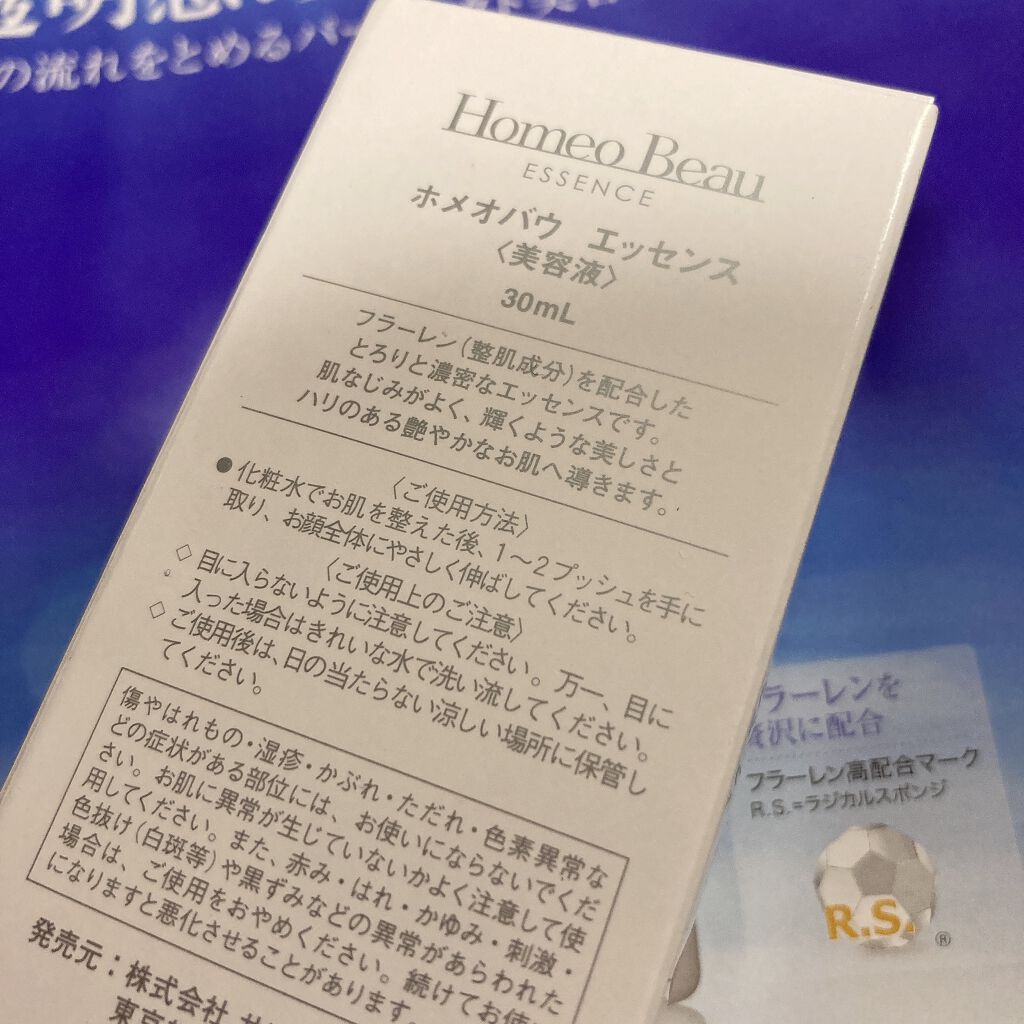 透明感
の流れをとめるパー
Homeo Beau
ESSENCE
ホメオバウ エッセンス
〈美容液〉
30mL
フラーレン(整肌成分)を配合した
とろりと濃密なエッセンスです。
肌なじみがよく、輝くような美しさと
ハリのある艶やかなお肌へ導きます。
〈ご使用方法〉
●化粧水でお肌を整えた後、1〜2プッシュを手に
取り、お顔全体にやさしく伸ばしてください。
〈ご使用上のご注意〉
◇目に入らないように注意してください。万一、目に
入った場合はきれいな水で洗い流してください。
◇ご使用後は、日の当たらない涼しい場所に保管し
てください。
傷やはれもの・湿疹・かぶれ・ただれ・色素異常な
どの症状がある部位には、お使いにならないでくだ
さい。お肌に異常が生じていないかよく注意して使
用してください。また、赤み・はれ・かゆみ・刺激・
色抜け(白斑等)や黒ずみなどの異常があらわれた
場合は、ご使用をおやめください。続けてお使い
になりますと悪化させることがあります。
発売元:株式会社 サ
東京
フラーレンを
贅沢に配合
フラーレン高配合マーク
R.S.=ラジカルスポンジ
R.S.
®